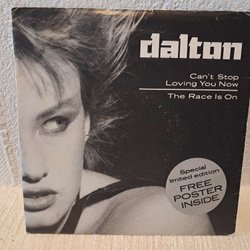 dalton
Can't Stop
Loving You Now
The Race Is On
Special
limited edition
FREE
POSTER
INSIDE